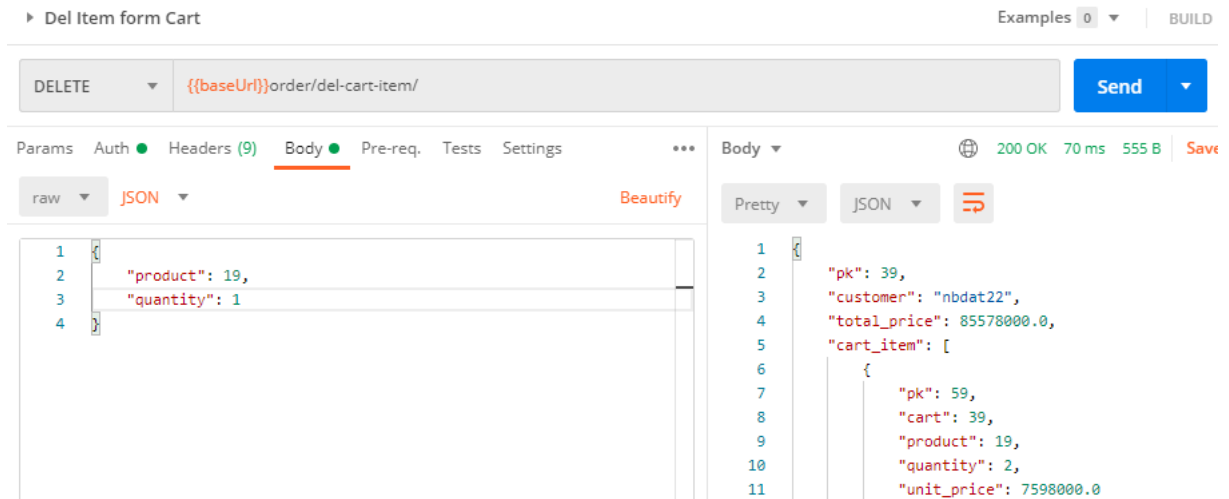 Del Item form Cart Examples 0 BUILD
DELETE {{baseUrl}}order/del-cart-item/ Send
Params Auth Headers (9) Body Pre-req. Tests Settings ••• Body 200 OK 70 ms 555 B Save
raw JSON Beautify
Pretty JSON
1 {
2 "product": 19,
3 "quantity": 1
4 }
1 {
2 "pk": 39,
3 "customer": "nbdat22",
4 "total_price": 85578000.0,
5 "cart_item": [
6 {
7 "pk": 59,
8 "cart": 39,
9 "product": 19,
10 "quantity": 2,
11 "unit_price": 7598000.0